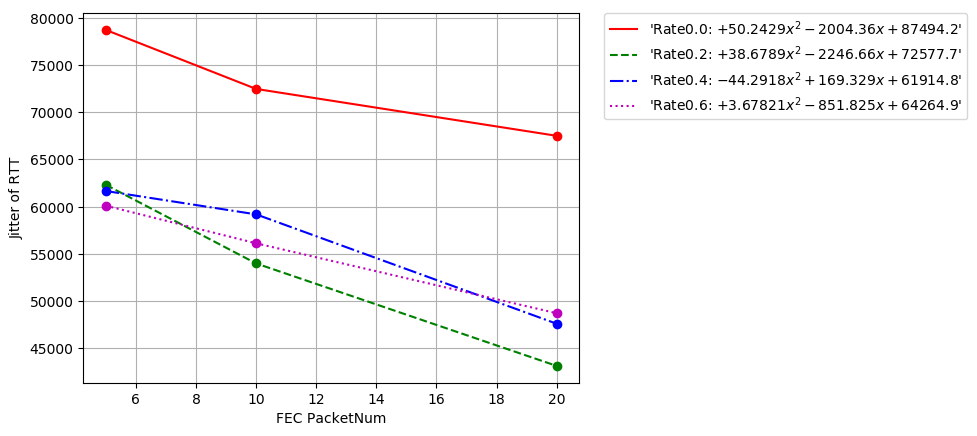 80000
75000
70000
65000
60000
55000
50000
45000
Jitter of RTT
6 8 10 12 14 16 18 20
FEC PacketNum
'Rate0.0: +50.2429x² − 2004.36x + 87494.2'
'Rate0.2: +38.6789x² − 2246.66x + 72577.7'
'Rate0.4: −44.2918x² + 169.329x + 61914.8'
'Rate0.6: +3.67821x² − 851.825x + 64264.9'